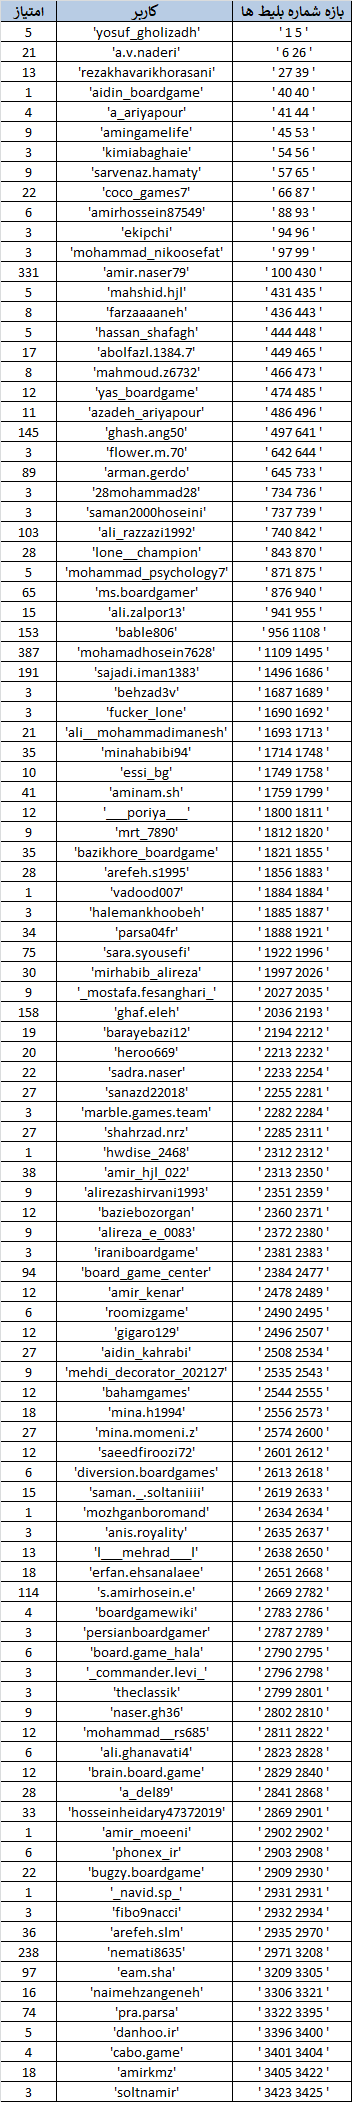 امتیاز کاربر بازه شماره بلیط ها
5 'yosuf_gholizadh' ' 1 5 '
21 'a.v.naderi' ' 6 26 '
13 'rezakhavarikhorasani' ' 27 39 '
1 'aidin_boardgame' ' 40 40 '
4 'a_ariyapour' ' 41 44 '
9 'amingamelife' ' 45 53 '
3 'kimiabaghaie' ' 54 56 '
9 'sarvenaz.hamaty' ' 57 65 '
22 'coco_games7' ' 66 87 '
6 'amirhossein87549' ' 88 93 '
3 'ekipchi' ' 94 96 '
3 'mohammad_nikoosefat' ' 97 99 '
331 'amir.naser79' ' 100 430 '
5 'mahshid.hjl' ' 431 435 '
8 'farzaaaaneh' ' 436 443 '
5 'hassan_shafagh' ' 444 448 '
17 'abolfazl.1384.7' ' 449 465 '
8 'mahmoud.z6732' ' 466 473 '
12 'yas_boardgame' ' 474 485 '
11 'azadeh_ariyapour' ' 486 496 '
145 'ghash.ang50' ' 497 641 '
3 'flower.m.70' ' 642 644 '
89 'arman.gerdo' ' 645 733 '
3 '28mohammad28' ' 734 736 '
3 'saman2000hoseini' ' 737 739 '
103 'ali_razzazi1992' ' 740 842 '
28 'lone__champion' ' 843 870 '
5 'mohammad_psychology7' ' 871 875 '
65 'ms.boardgamer' ' 876 940 '
15 'ali.zalpor13' ' 941 955 '
153 'bable806' ' 956 1108 '
387 'mohamadhosein7628' ' 1109 1495 '
191 'sajadi.iman1383' ' 1496 1686 '
3 'behzad3v' ' 1687 1689 '
3 'fucker_lone' ' 1690 1692 '
21 'ali__mohammadimanesh' ' 1693 1713 '
35 'minahabibi94' ' 1714 1748 '
10 'essi_bg' ' 1749 1758 '
41 'aminam.sh' ' 1759 1799 '
12 '___poriya___' ' 1800 1811 '
9 'mrt_7890' ' 1812 1820 '
35 'bazikhore_boardgame' ' 1821 1855 '
28 'arefeh.s1995' ' 1856 1883 '
1 'vadood007' ' 1884 1884 '
3 'halemankhoobeh' ' 1885 1887 '
34 'parsa04fr' ' 1888 1921 '
75 'sara.syousefi' ' 1922 1996 '
30 'mirhabib_alireza' ' 1997 2026 '
9 '_mostafa.fesanghari_' ' 2027 2035 '
158 'ghaf.eleh' ' 2036 2193 '
19 'barayebazi12' ' 2194 2212 '
20 'heroo669' ' 2213 2232 '
22 'sadra.naser' ' 2233 2254 '
27 'sanazd22018' ' 2255 2281 '
3 'marble.games.team' ' 2282 2284 '
27 'shahrzad.nrz' ' 2285 2311 '
1 'hwdise_2468' ' 2312 2312 '
38 'amir_hjl_022' ' 2313 2350 '
9 'alirezashirvani1993' ' 2351 2359 '
12 'baziebozorgan' ' 2360 2371 '
9 'alireza_e_0083' ' 2372 2380 '
3 'iraniboardgame' ' 2381 2383 '
94 'board_game_center' ' 2384 2477 '
12 'amir_kenar' ' 2478 2489 '
6 'roomizgame' ' 2490 2495 '
12 'gigaro129' ' 2496 2507 '
27 'aidin_kahrabi' ' 2508 2534 '
9 'mehdi_decorator_202127' ' 2535 2543 '
12 'bahamgames' ' 2544 2555 '
18 'mina.h1994' ' 2556 2573 '
27 'mina.momeni.z' ' 2574 2600 '
12 'saeedfiroozi72' ' 2601 2612 '
6 'diversion.boardgames' ' 2613 2618 '
15 'saman._.soltaniiii' ' 2619 2633 '
1 'mozhganboromand' ' 2634 2634 '
3 'anis.royality' ' 2635 2637 '
13 'l___mehrad___l' ' 2638 2650 '
18 'erfan.ehsanalaee' ' 2651 2668 '
114 's.amirhosein.e' ' 2669 2782 '
4 'boardgamewiki' ' 2783 2786 '
3 'persianboardgamer' ' 2787 2789 '
6 'board.game_hala' ' 2790 2795 '
3 '_commander.levi_' ' 2796 2798 '
3 'theclassik' ' 2799 2801 '
9 'naser.gh36' ' 2802 2810 '
12 'mohammad__rs685' ' 2811 2822 '
6 'ali.ghanavati4' ' 2823 2828 '
12 'brain.board.game' ' 2829 2840 '
28 'a_del89' ' 2841 2868 '
33 'hosseinheidary47372019' ' 2869 2901 '
1 'amir_moeeni' ' 2902 2902 '
6 'phonex_ir' ' 2903 2908 '
22 'bugzy.boardgame' ' 2909 2930 '
1 '_navid.sp_' ' 2931 2931 '
3 'fibo9nacci' ' 2932 2934 '
36 'arefeh.slm' ' 2935 2970 '
238 'nemati8635' ' 2971 3208 '
97 'eam.sha' ' 3209 3305 '
16 'naimehzangeneh' ' 3306 3321 '
74 'pra.parsa' ' 3322 3395 '
5 'danhoo.ir' ' 3396 3400 '
4 'cabo.game' ' 3401 3404 '
18 'amirkmz' ' 3405 3422 '
3 'soltnamir' ' 3423 3425 '